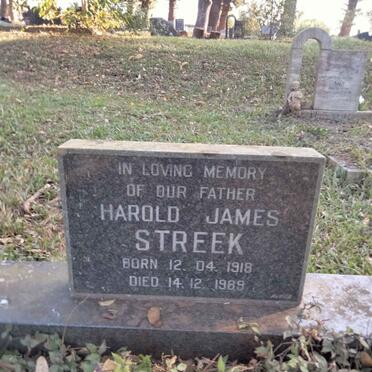 IN LOVING MEMORY
OF OUR FATHER
HAROLD JAMES
STREEK
BORN 12. 04. 1918
DIED 14. 12. 1989